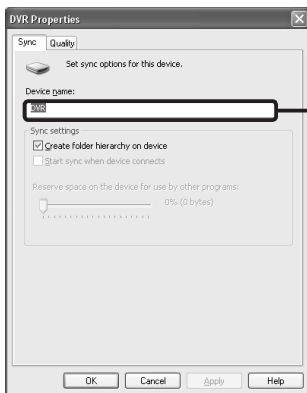 DVR Properties
Sync Quality
Set sync options for this device.
Device name:
DVR
Sync settings
Create folder hierarchy on device
Start sync when device connects
Reserve space on the device for use by other programs:
0% (0 bytes)
OK Cancel Apply Help